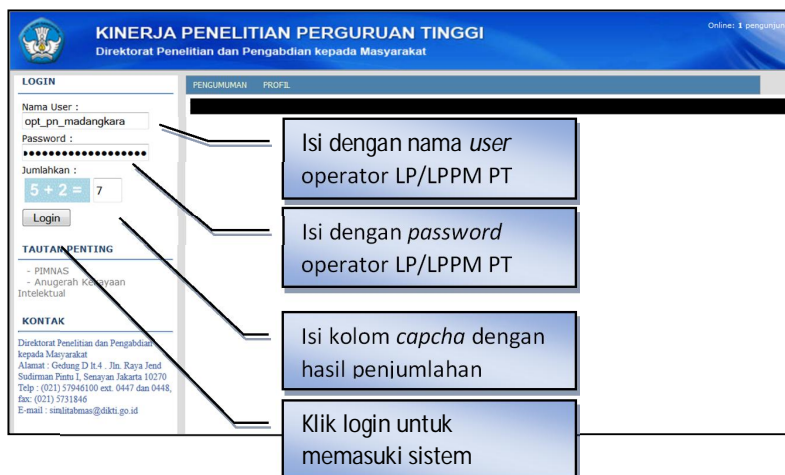 KINERJA PENELITIAN PERGURUAN TINGGI
Direktorat Penelitian dan Pengabdian kepada Masyarakat
Online: 1 pengunjun
LOGIN
PENGUMUMAN PROFIL
Nama User :
opt_pn_madangkara
Password :
••••••••••••••••••
Jumlahkan :
5 + 2 = 7
Login
TAUTAN PENTING
- PIMNAS
- Anugerah Kekayaan
Intelektual
KONTAK
Direktorat Penelitian dan Pengabdian
kepada Masyarakat
Alamat : Gedung D lt.4 . Jln. Raya Jend
Sudirman Pintu I, Senayan Jakarta 10270
Telp : (021) 57946100 ext. 0447 dan 0448,
fax: (021) 5731846
E-mail : simlitabmas@dikti.go.id
Isi dengan nama user
operator LP/LPPM PT
Isi dengan password
operator LP/LPPM PT
Isi kolom capcha dengan
hasil penjumlahan
Klik login untuk
memasuki sistem